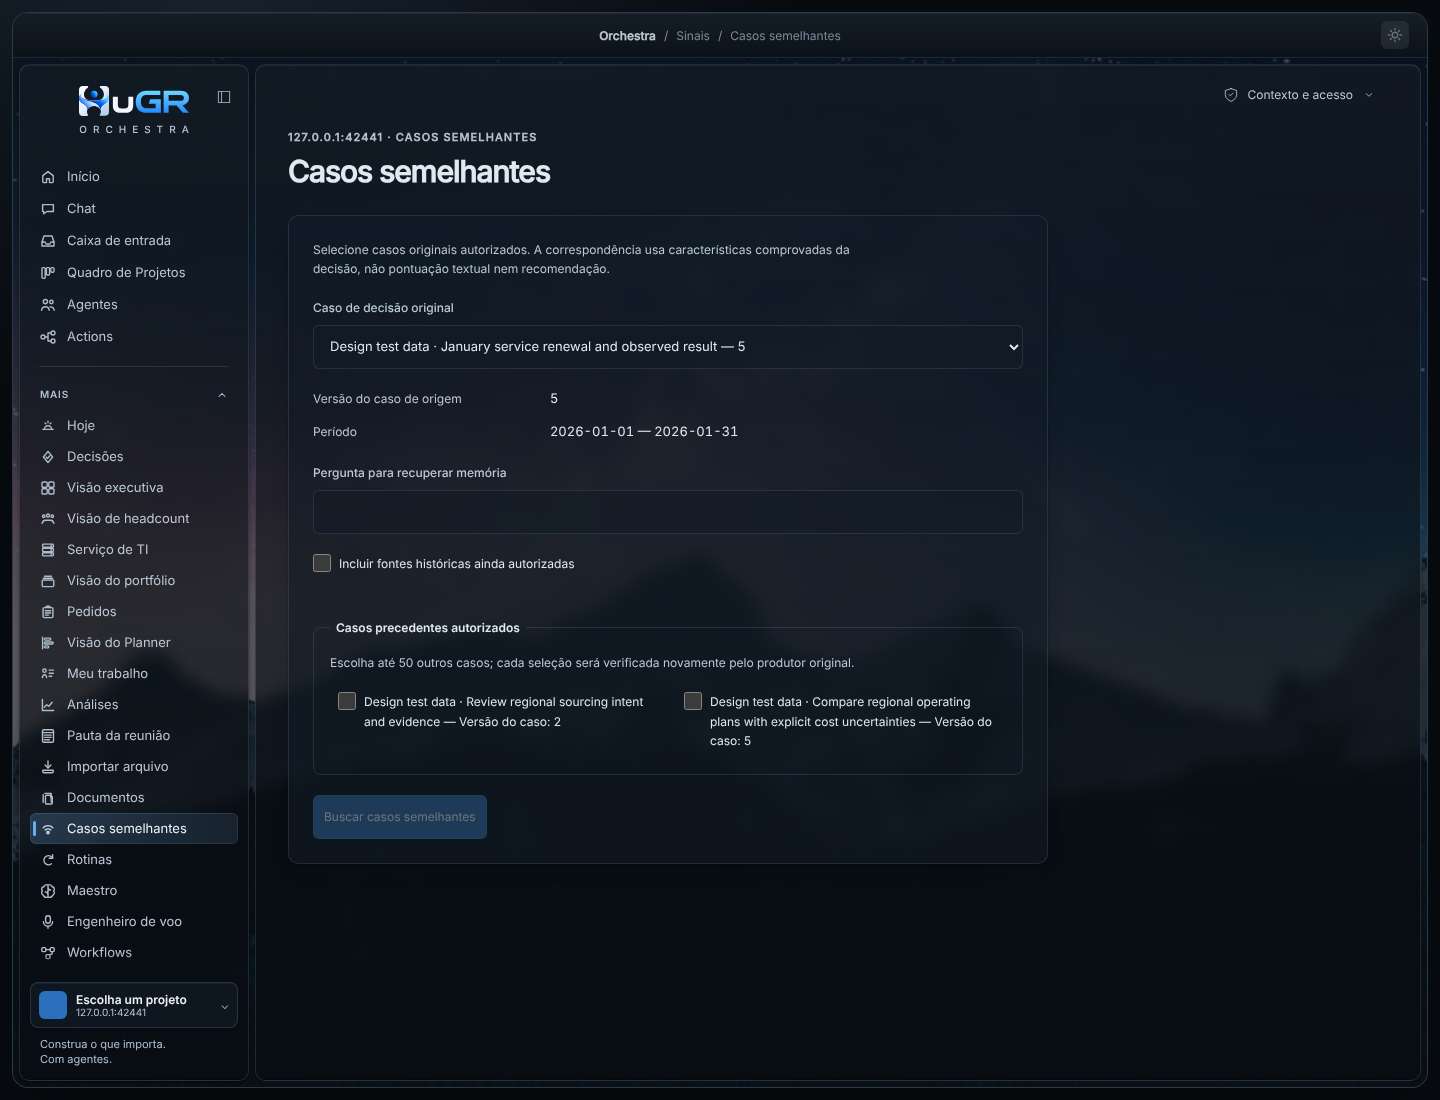 Orchestra / Sinais / Casos semelhantes
HuGR
ORCHESTRA
Início
Chat
Caixa de entrada
Quadro de Projetos
Agentes
Actions
MAIS
Hoje
Decisões
Visão executiva
Visão de headcount
Serviço de TI
Visão do portfólio
Pedidos
Visão do Planner
Meu trabalho
Análises
Pauta da reunião
Importar arquivo
Documentos
Casos semelhantes
Rotinas
Maestro
Engenheiro de voo
Workflows
Escolha um projeto
127.0.0.1:42441
Construa o que importa.
Com agentes.
Contexto e acesso
127.0.0.1:42441 · CASOS SEMELHANTES
Casos semelhantes
Selecione casos originais autorizados. A correspondência usa características comprovadas da
decisão, não pontuação textual nem recomendação.
Caso de decisão original
Design test data · January service renewal and observed result — 5
Versão do caso de origem 5
Período 2026-01-01 — 2026-01-31
Pergunta para recuperar memória
Incluir fontes históricas ainda autorizadas
Casos precedentes autorizados
Escolha até 50 outros casos; cada seleção será verificada novamente pelo produtor original.
Design test data · Review regional sourcing intent
and evidence — Versão do caso: 2
Design test data · Compare regional operating
plans with explicit cost uncertainties — Versão do
caso: 5
Buscar casos semelhantes